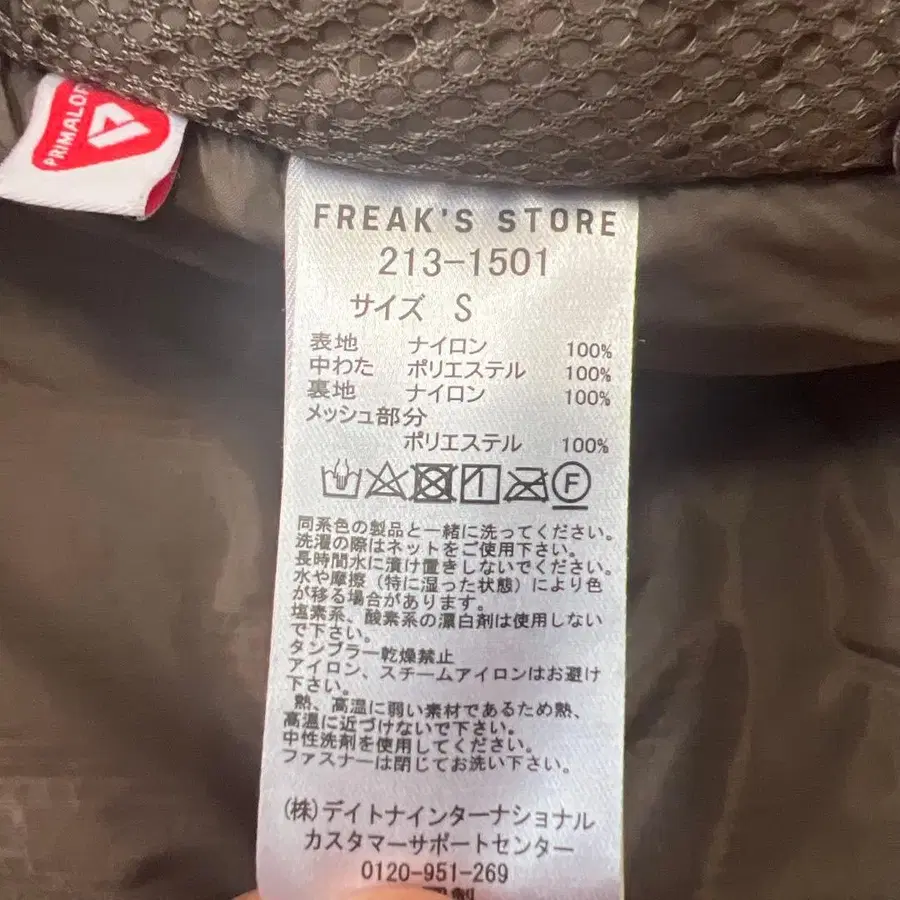 PRIMALOF
FREAK'S STORE
213-1501
サイズ S
表地 ナイロン 100%
中わた ポリエステル 100%
裏地 ナイロン 100%
メッシュ部分
ポリエステル 100%
F
同系色の製品と一緒に洗ってください。
洗濯の際はネットをご使用下さい。
長時間水に漬け置きしないでください。
水や摩擦（特に湿った状態）により色
が移る場合があります。
塩素系、酸素系の漂白剤は使用しない
で下さい。
タンブラー乾燥禁止
アイロン、スチームアイロンはお避け
下さい。
熱、高温に弱い素材であるため熱、
高温に近づけないで下さい。
中性洗剤を使用してください。
ファスナーは閉じてお洗い下さい。
(株)デイトナインターナショナル
カスタマーサポートセンター
0120-951-269